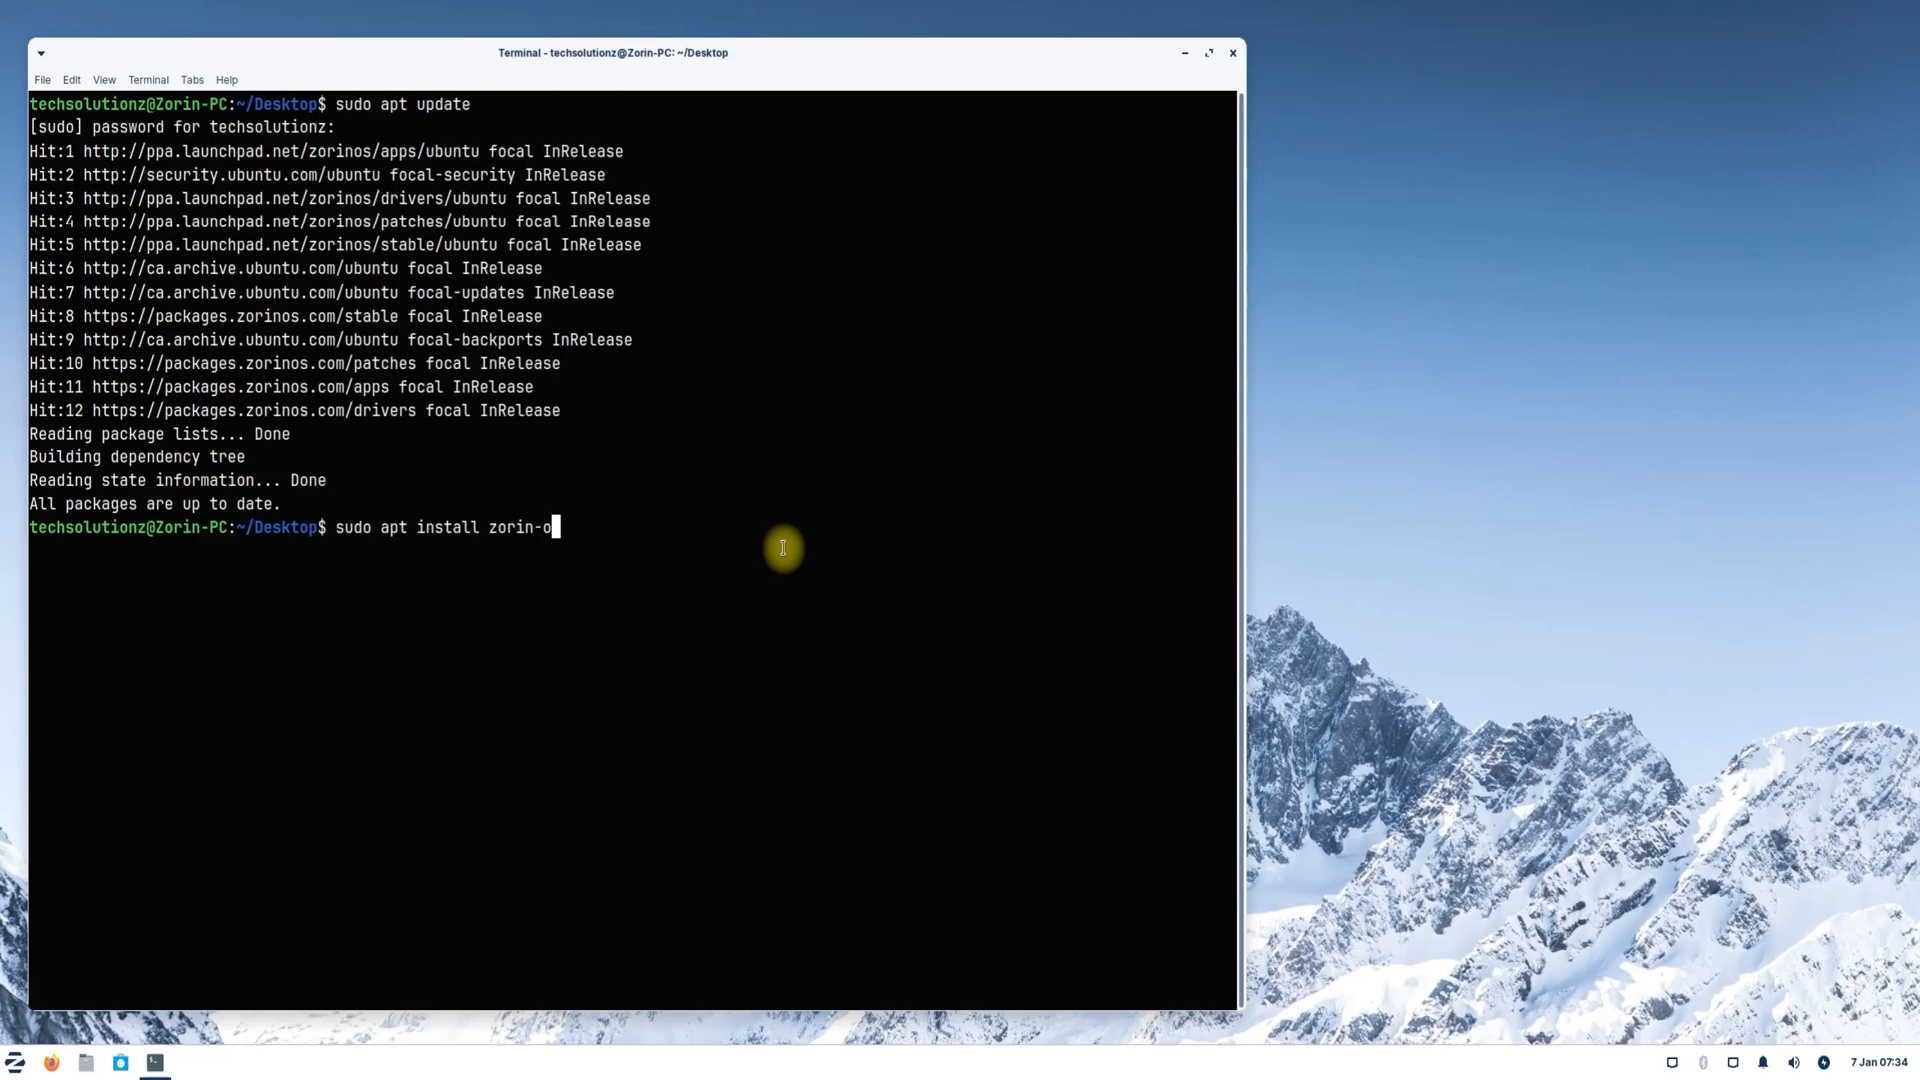 Terminal - techsolutionz@Zorin-PC: ~/Desktop
File Edit View Terminal Tabs Help
techsolutionz@Zorin-PC:~/Desktop$ sudo apt update
[sudo] password for techsolutionz:
Hit:1 http://ppa.launchpad.net/zorinos/apps/ubuntu focal InRelease
Hit:2 http://security.ubuntu.com/ubuntu focal-security InRelease
Hit:3 http://ppa.launchpad.net/zorinos/drivers/ubuntu focal InRelease
Hit:4 http://ppa.launchpad.net/zorinos/patches/ubuntu focal InRelease
Hit:5 http://ppa.launchpad.net/zorinos/stable/ubuntu focal InRelease
Hit:6 http://ca.archive.ubuntu.com/ubuntu focal InRelease
Hit:7 http://ca.archive.ubuntu.com/ubuntu focal-updates InRelease
Hit:8 https://packages.zorinos.com/stable focal InRelease
Hit:9 http://ca.archive.ubuntu.com/ubuntu focal-backports InRelease
Hit:10 https://packages.zorinos.com/patches focal InRelease
Hit:11 https://packages.zorinos.com/apps focal InRelease
Hit:12 https://packages.zorinos.com/drivers focal InRelease
Reading package lists... Done
Building dependency tree
Reading state information... Done
All packages are up to date.
techsolutionz@Zorin-PC:~/Desktop$ sudo apt install zorin-o
7 Jan 07:34